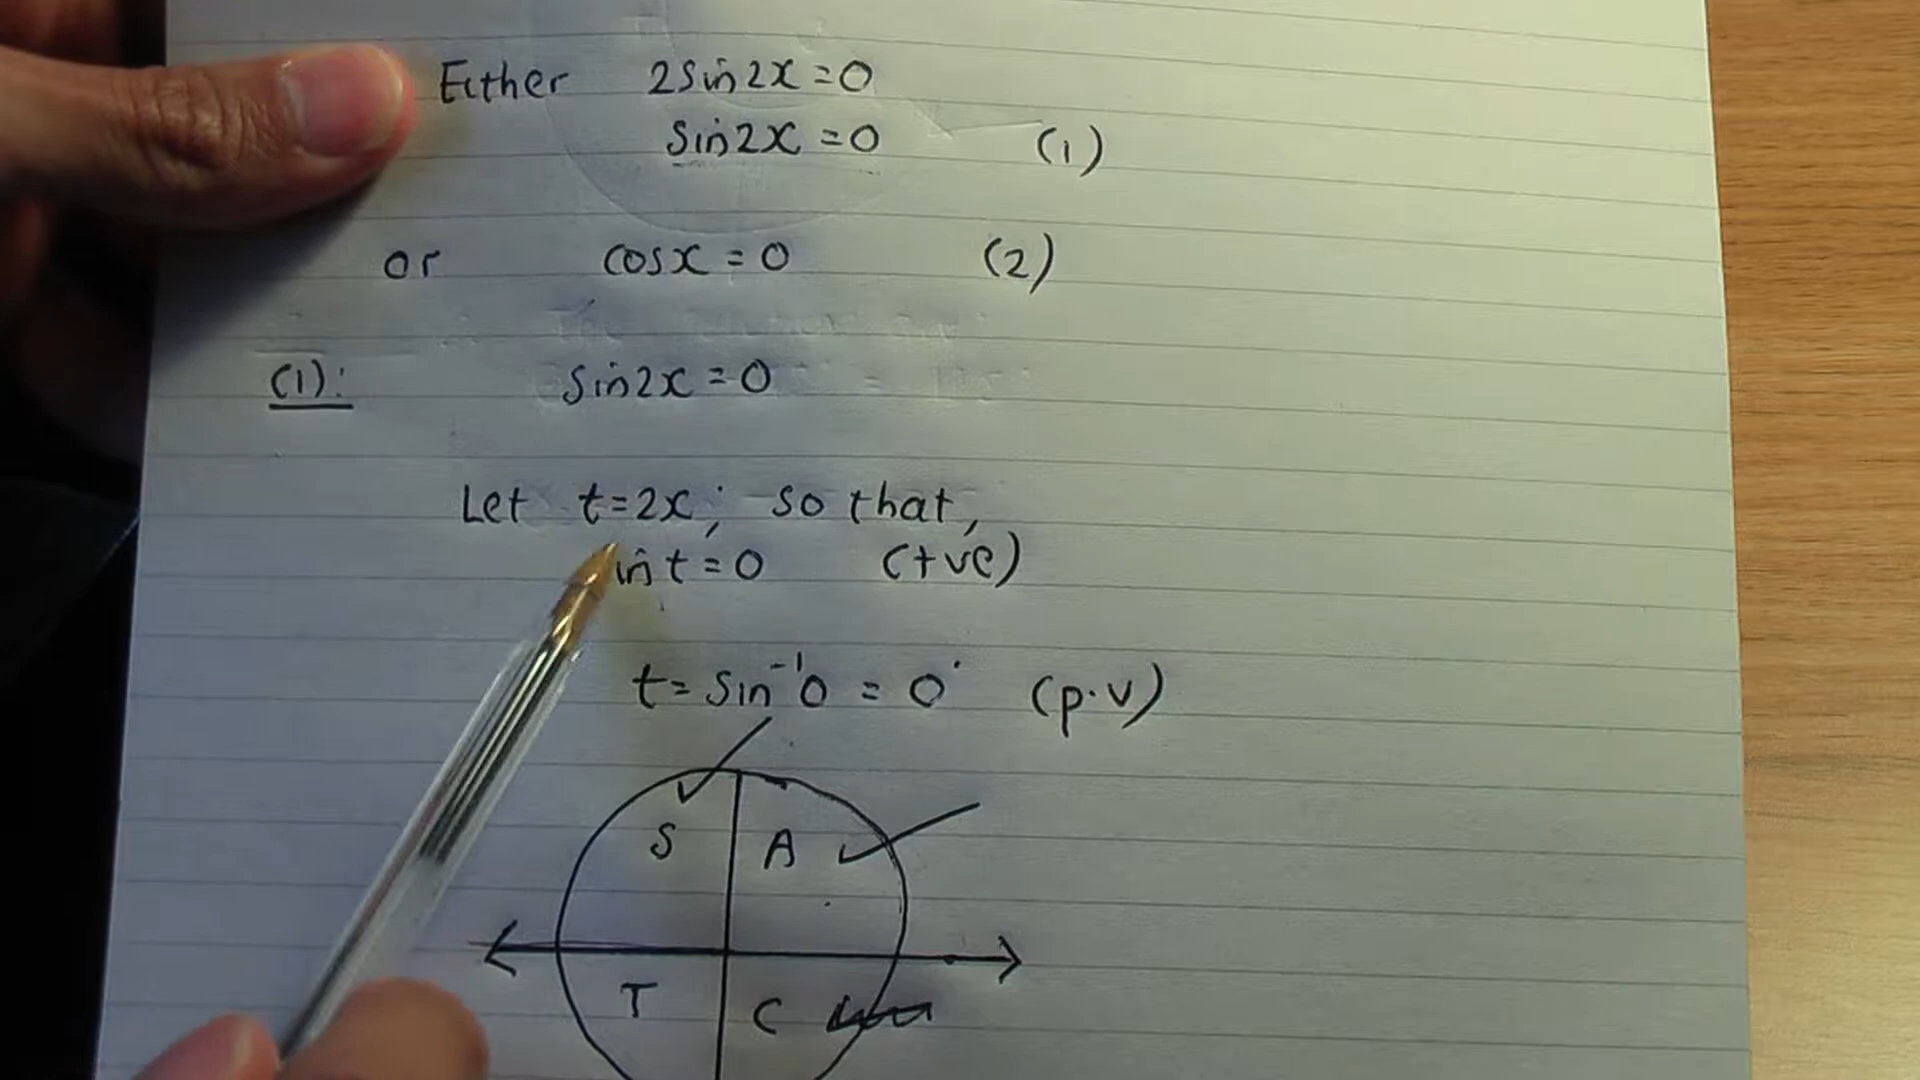 Either 2sin2x=0
sin2x=0 (1)
or cosx=0 (2)
(1): sin2x=0
Let t=2x; so that,
in t=0 (+ve)
t=sin⁻¹0 = 0° (p.v)
S A
T C